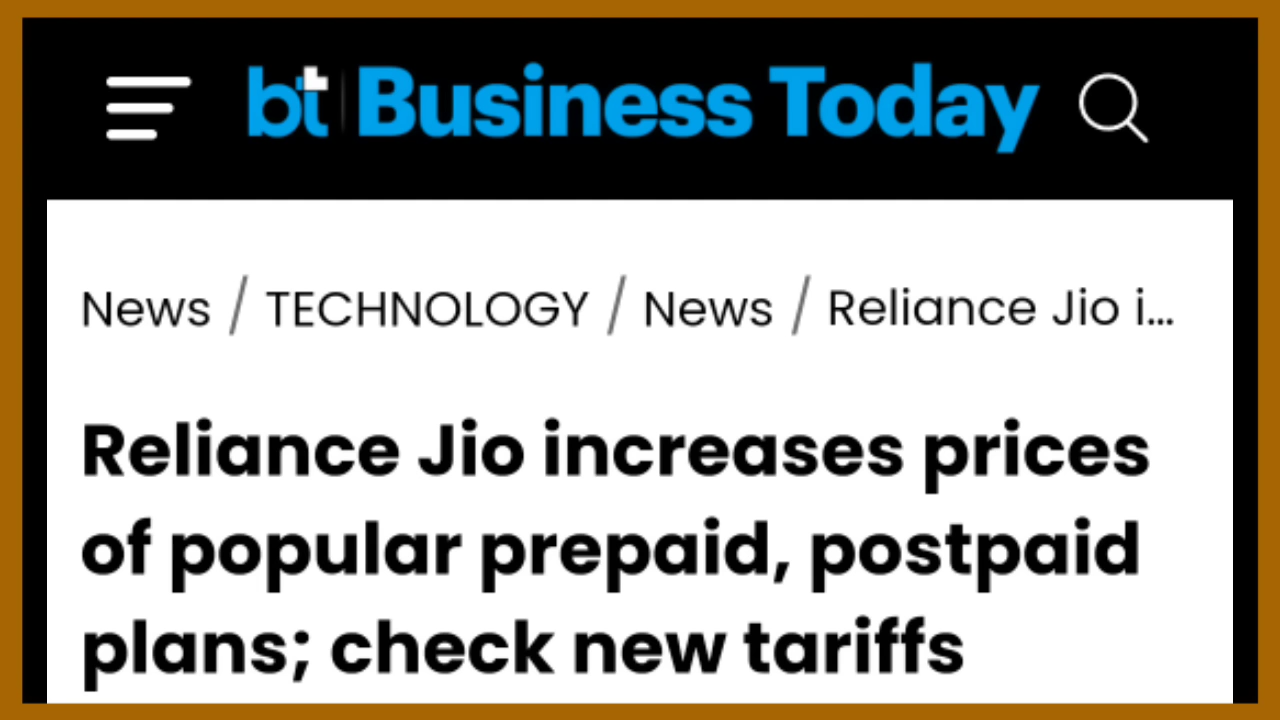 bt Business Today
News / TECHNOLOGY / News / Reliance Jio i...
Reliance Jio increases prices
of popular prepaid, postpaid
plans; check new tariffs